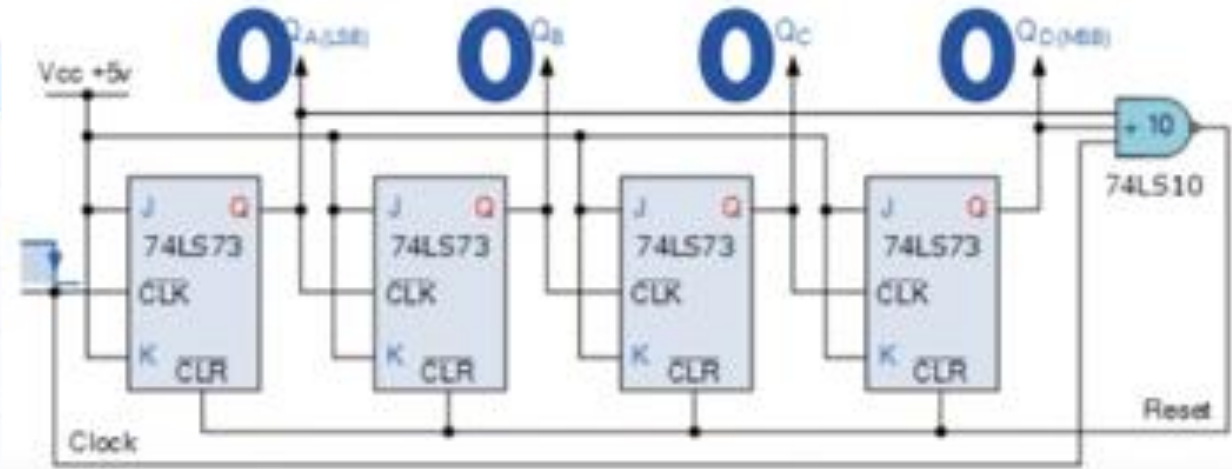 0 QA(LSB) 0 QB 0 QC 0 QD(MSB)
Vcc +5v
÷ 10
74LS10
J Q J Q J Q J Q
74LS73 74LS73 74LS73 74LS73
CLK CLK CLK CLK
K K K K
CLR CLR CLR CLR
Reset
Clock